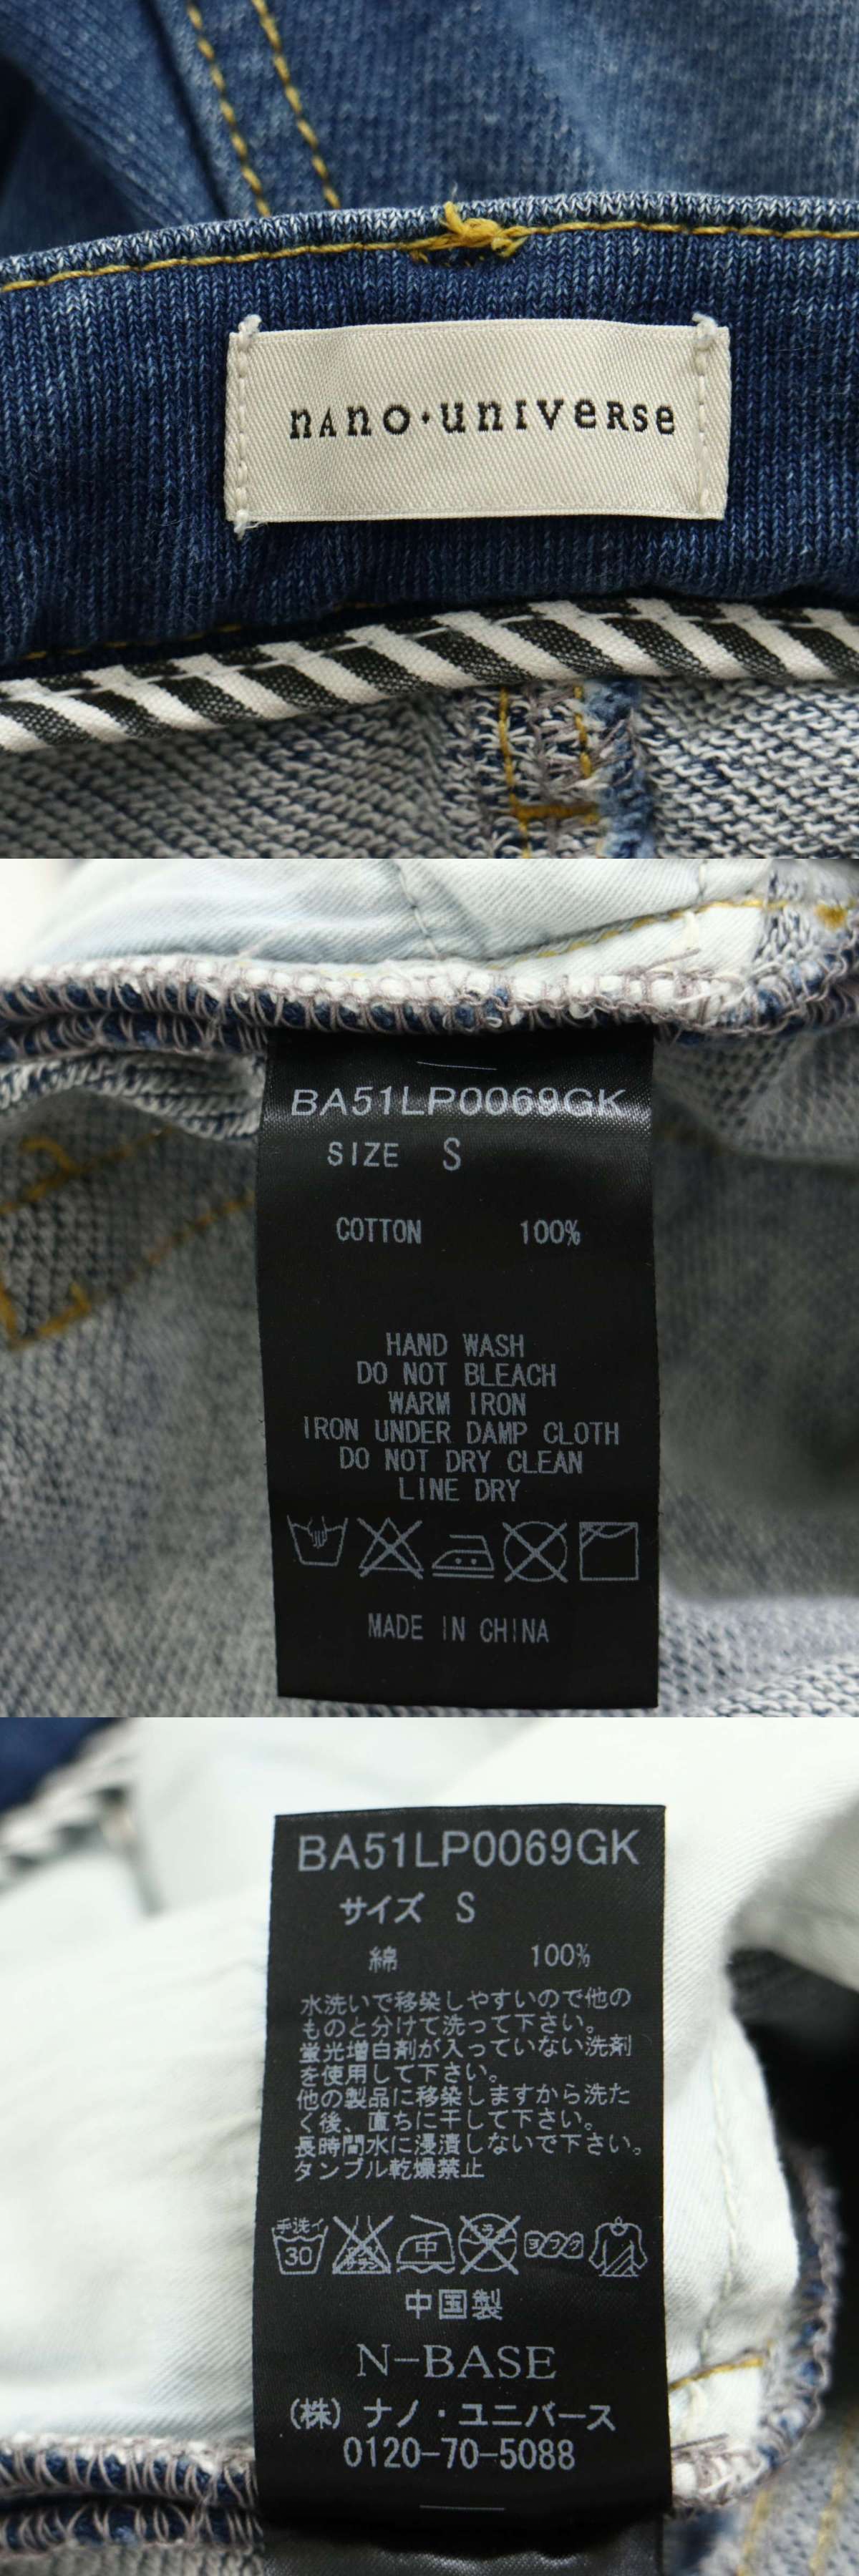 nano・universe
BA51LP0069GK
SIZE S
COTTON 100%
HAND WASH
DO NOT BLEACH
WARM IRON
IRON UNDER DAMP CLOTH
DO NOT DRY CLEAN
LINE DRY
MADE IN CHINA
BA51LP0069GK
サイズ S
綿 100%
水洗いで移染しやすいので他の
ものと分けて洗って下さい。
蛍光増白剤が入っていない洗剤
を使用して下さい。
他の製品に移染しますから洗た
く後、直ちに干して下さい。
長時間水に浸漬しないで下さい。
タンブル乾燥禁止
手洗イ 30 中 ヨワク
中国製
N-BASE
(株) ナノ・ユニバース
0120-70-5088